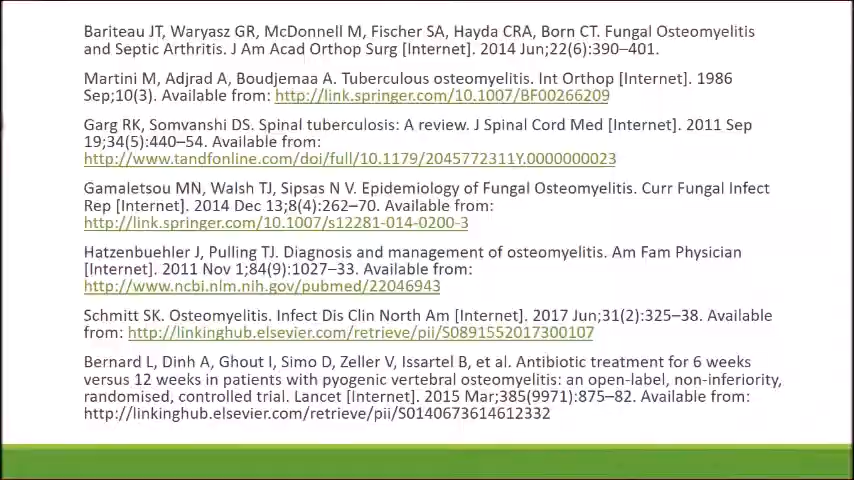 Bariteau JT, Waryasz GR, McDonnell M, Fischer SA, Hayda CRA, Born CT. Fungal Osteomyelitis
and Septic Arthritis. J Am Acad Orthop Surg [Internet]. 2014 Jun;22(6):390–401.
Martini M, Adjrad A, Boudjemaa A. Tuberculous osteomyelitis. Int Orthop [Internet]. 1986
Sep;10(3). Available from: http://link.springer.com/10.1007/BF00266209
Garg RK, Somvanshi DS. Spinal tuberculosis: A review. J Spinal Cord Med [Internet]. 2011 Sep
19;34(5):440–54. Available from:
http://www.tandfonline.com/doi/full/10.1179/2045772311Y.0000000023
Gamaletsou MN, Walsh TJ, Sipsas N V. Epidemiology of Fungal Osteomyelitis. Curr Fungal Infect
Rep [Internet]. 2014 Dec 13;8(4):262–70. Available from:
http://link.springer.com/10.1007/s12281-014-0200-3
Hatzenbuehler J, Pulling TJ. Diagnosis and management of osteomyelitis. Am Fam Physician
[Internet]. 2011 Nov 1;84(9):1027–33. Available from:
http://www.ncbi.nlm.nih.gov/pubmed/22046943
Schmitt SK. Osteomyelitis. Infect Dis Clin North Am [Internet]. 2017 Jun;31(2):325–38. Available
from: http://linkinghub.elsevier.com/retrieve/pii/S0891552017300107
Bernard L, Dinh A, Ghout I, Simo D, Zeller V, Issartel B, et al. Antibiotic treatment for 6 weeks
versus 12 weeks in patients with pyogenic vertebral osteomyelitis: an open-label, non-inferiority,
randomised, controlled trial. Lancet [Internet]. 2015 Mar;385(9971):875–82. Available from:
http://linkinghub.elsevier.com/retrieve/pii/S0140673614612332